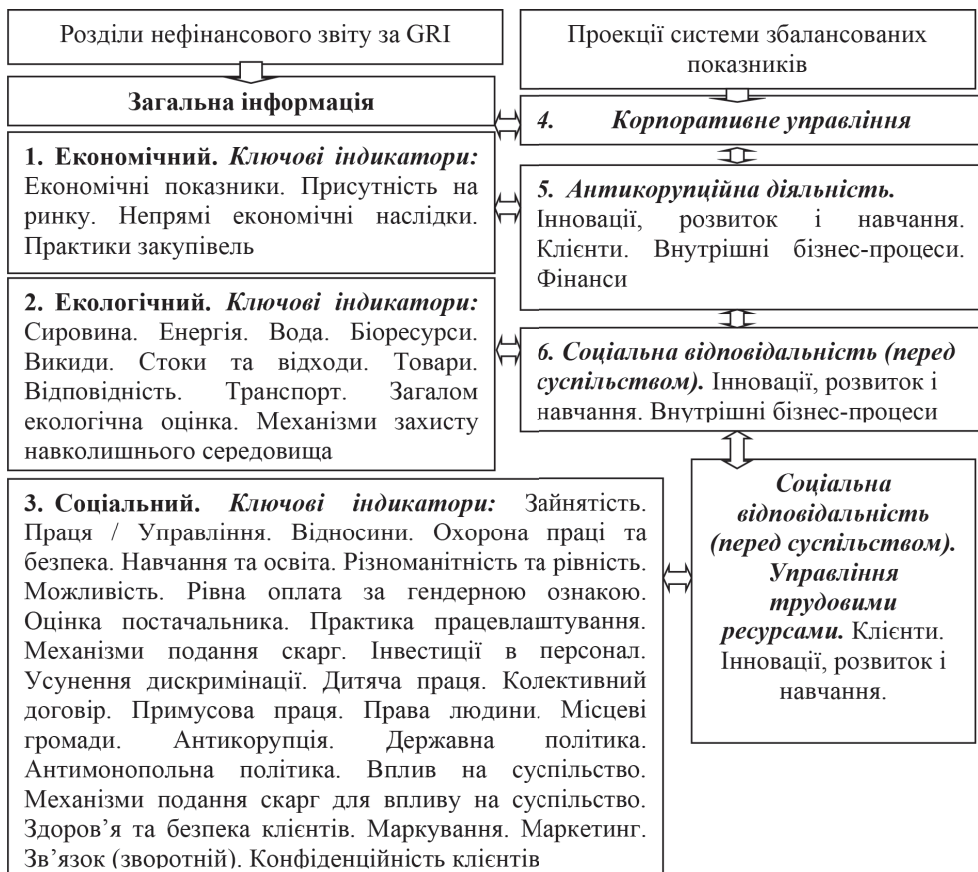 Розділи нефінансового звіту за GRI
Загальна інформація
1. Економічний. Ключові індикатори:
Економічні показники. Присутність на
ринку. Непрямі економічні наслідки.
Практики закупівель
2. Екологічний. Ключові індикатори:
Сировина. Енергія. Вода. Біоресурси.
Викиди. Стоки та відходи. Товари.
Відповідність. Транспорт. Загалом
екологічна оцінка. Механізми захисту
навколишнього середовища
3. Соціальний. Ключові індикатори: Зайнятість.
Праця / Управління. Відносини. Охорона праці та
безпека. Навчання та освіта. Різноманітність та рівність.
Можливість. Рівна оплата за гендерною ознакою.
Оцінка постачальника. Практика працевлаштування.
Механізми подання скарг. Інвестиції в персонал.
Усунення дискримінації. Дитяча праця. Колективний
договір. Примусова праця. Права людини. Місцеві
громади. Антикорупція. Державна політика.
Антимонопольна політика. Вплив на суспільство.
Механізми подання скарг для впливу на суспільство.
Здоров’я та безпека клієнтів. Маркування. Маркетинг.
Зв’язок (зворотній). Конфіденційність клієнтів
Проекції системи збалансованих
показників
4. Корпоративне управління
5. Антикорупційна діяльність.
Інновації, розвиток і навчання.
Клієнти. Внутрішні бізнес-процеси.
Фінанси
6. Соціальна відповідальність (перед
суспільством). Інновації, розвиток і
навчання. Внутрішні бізнес-процеси
Соціальна
відповідальність
(перед суспільством).
Управління
трудовими
ресурсами. Клієнти.
Інновації, розвиток і
навчання.